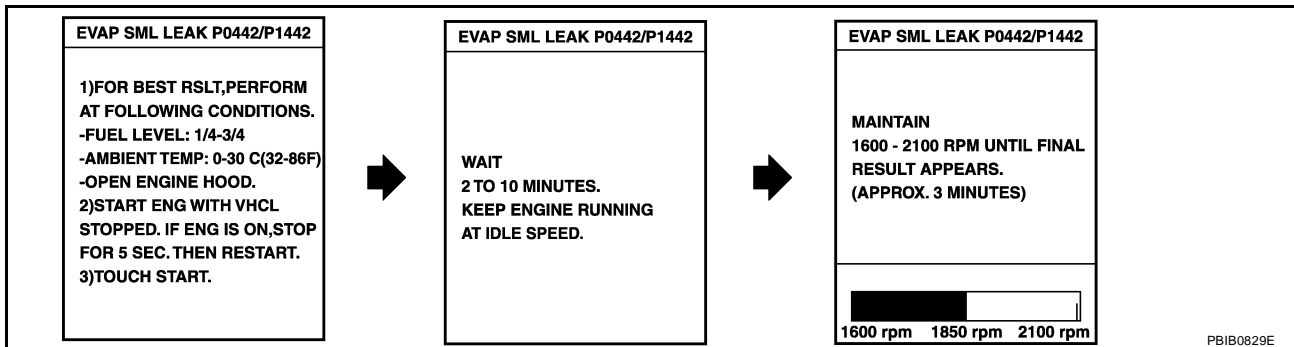 EVAP SML LEAK P0442/P1442
1)FOR BEST RSLT,PERFORM
AT FOLLOWING CONDITIONS.
-FUEL LEVEL: 1/4-3/4
-AMBIENT TEMP: 0-30 C(32-86F)
-OPEN ENGINE HOOD.
2)START ENG WITH VHCL
STOPPED. IF ENG IS ON,STOP
FOR 5 SEC. THEN RESTART.
3)TOUCH START.
EVAP SML LEAK P0442/P1442
WAIT
2 TO 10 MINUTES.
KEEP ENGINE RUNNING
AT IDLE SPEED.
EVAP SML LEAK P0442/P1442
MAINTAIN
1600 - 2100 RPM UNTIL FINAL
RESULT APPEARS.
(APPROX. 3 MINUTES)
1600 rpm 1850 rpm 2100 rpm
PBIB0829E